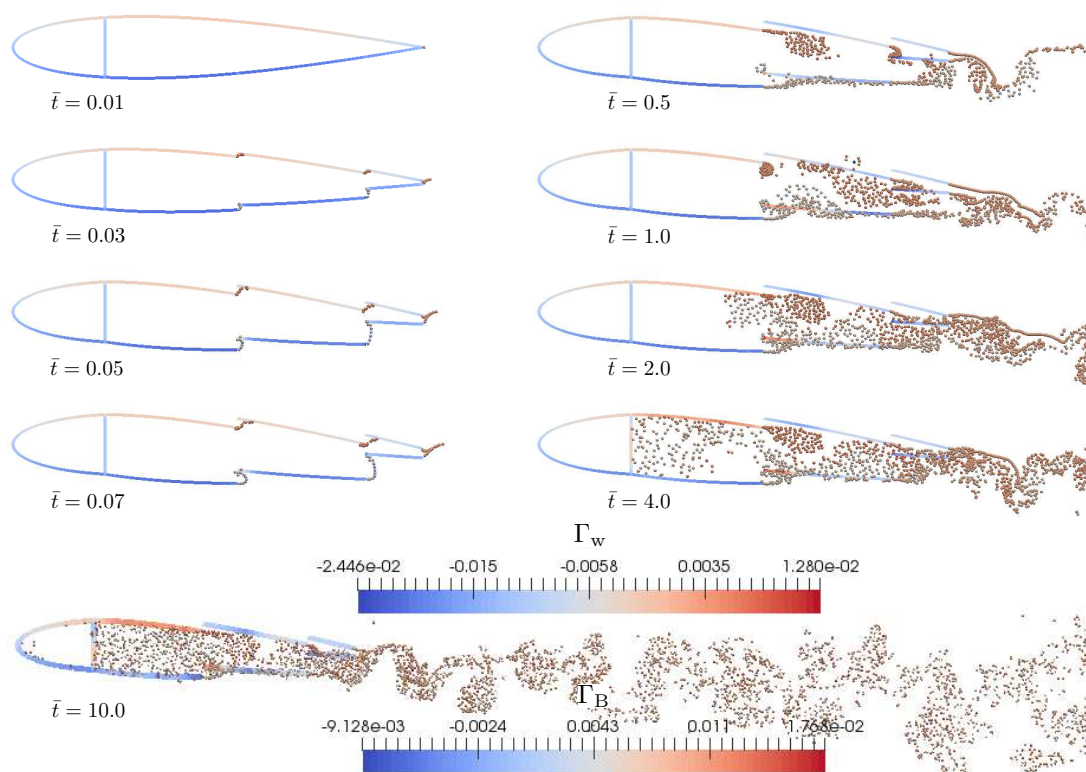 t̄ = 0.01
t̄ = 0.5
t̄ = 0.03
t̄ = 1.0
t̄ = 0.05
t̄ = 2.0
t̄ = 0.07
t̄ = 4.0
Γw
-2.446e-02 -0.015 -0.0058 0.0035 1.280e-02
t̄ = 10.0
ΓB
-9.128e-03 -0.0024 0.0043 0.011 1.768e-02